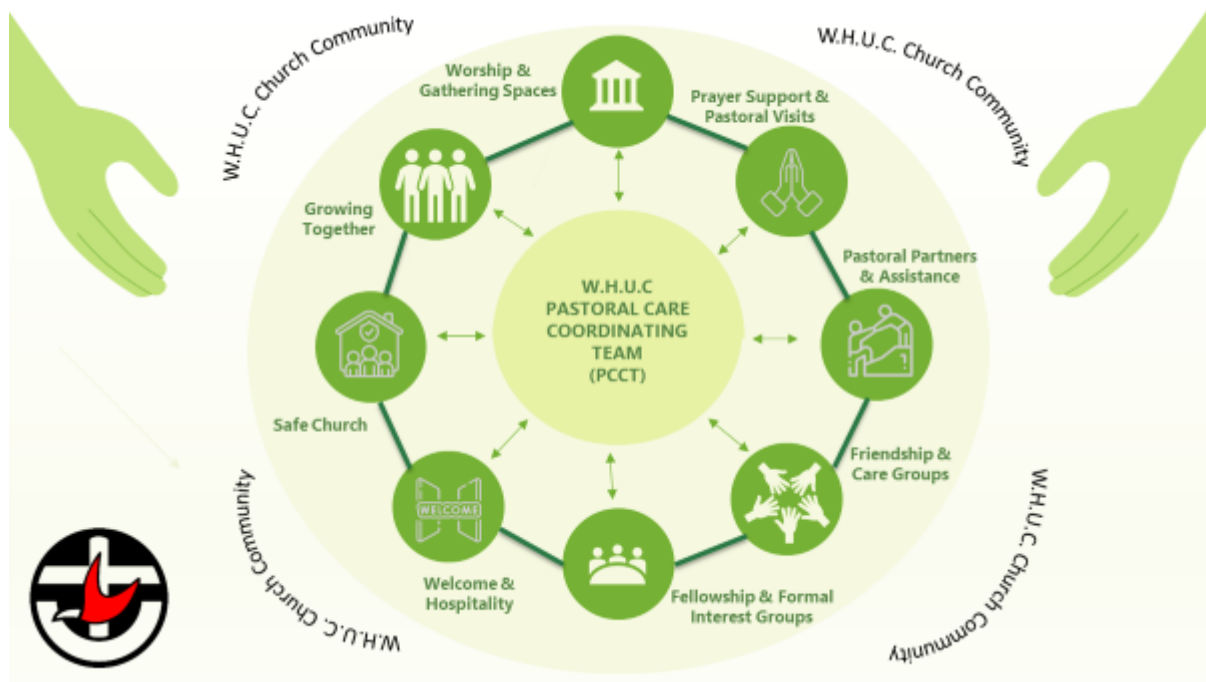 W.H.U.C. Church Community
W.H.U.C. Church Community
Worship &
Gathering Spaces
Prayer Support &
Pastoral Visits
Growing
Together
Pastoral Partners
& Assistance
W.H.U.C
PASTORAL CARE
COORDINATING
TEAM
(PCCT)
Safe Church
Friendship &
Care Groups
WELCOME
Welcome &
Hospitality
Fellowship & Formal
Interest Groups
W.H.U.C. Church Community
W.H.U.C. Church Community